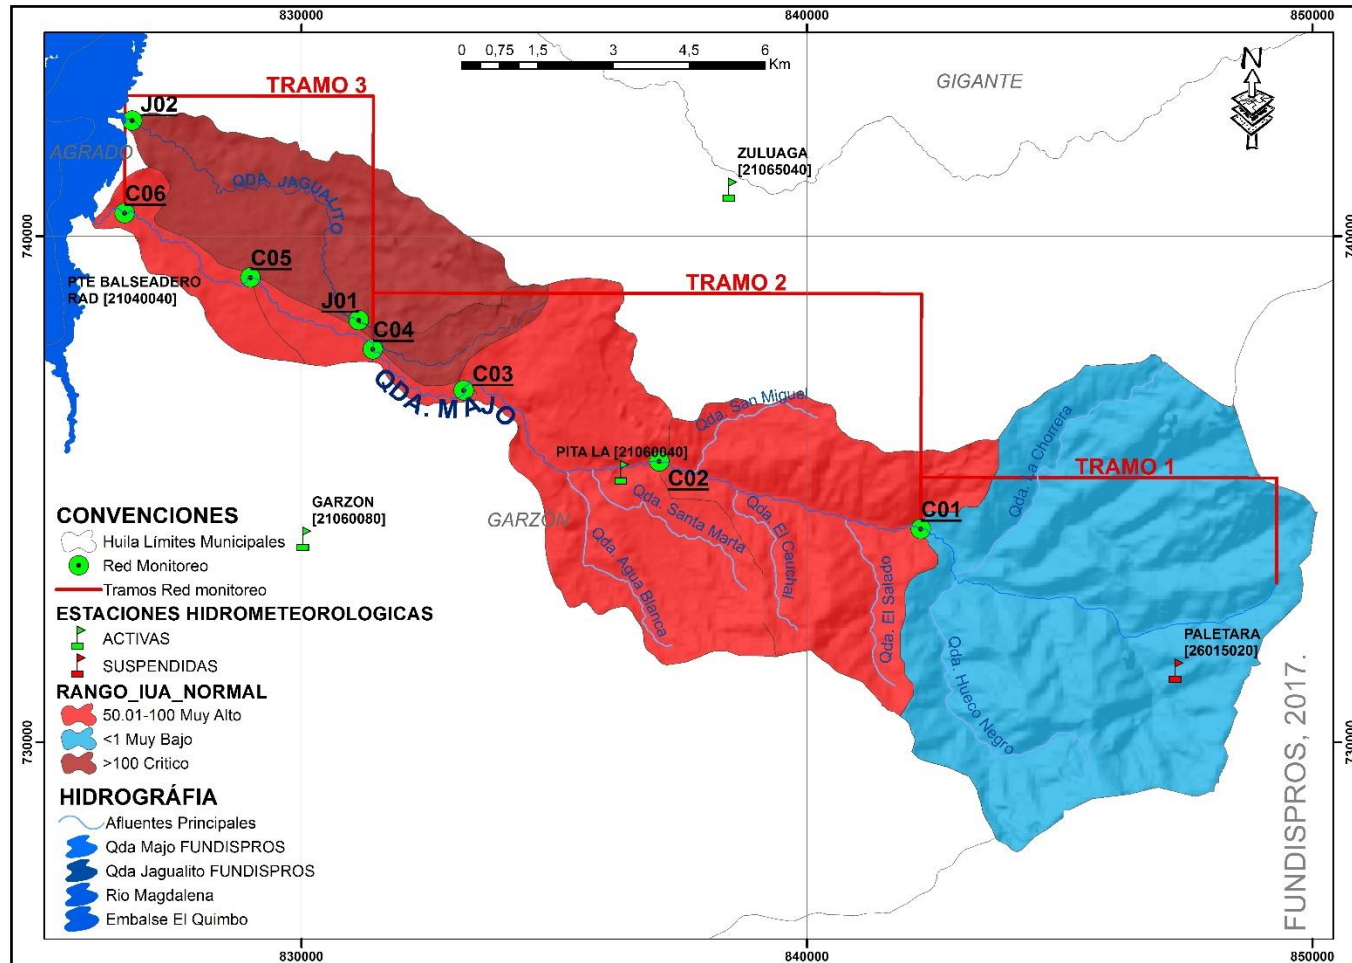 830000
840000
850000
0 0,75 1,5 3 4,5 6
Km
N
GIGANTE
TRAMO 3
J02
AGRADO
ZULUAGA
[21065040]
QDA. JAGUALITO
C06
740000
740000
C05
PTE BALSEADERO
RAD [21040040]
TRAMO 2
J01
C04
C03
QDA. MAJO
Qda. San Miguel
Qda. La Chorrera
PITA LA [21060040]
C02
TRAMO 1
GARZON
[21060080]
GARZÓN
C01
Qda. Santa Marta
Qda. El Cauchal
Qda. Agua Blanca
Qda. El Salado
Qda. Hueco Negro
PALETARA
[26015020]
CONVENCIONES
Huila Límites Municipales
Red Monitoreo
Tramos Red monitoreo
ESTACIONES HIDROMETEOROLOGICAS
ACTIVAS
SUSPENDIDAS
RANGO_IUA_NORMAL
50.01-100 Muy Alto
<1 Muy Bajo
>100 Critico
HIDROGRÁFIA
Afluentes Principales
Qda Majo FUNDISPROS
Qda Jagualito FUNDISPROS
Rio Magdalena
Embalse El Quimbo
730000
730000
FUNDISPROS, 2017.
830000
840000
850000